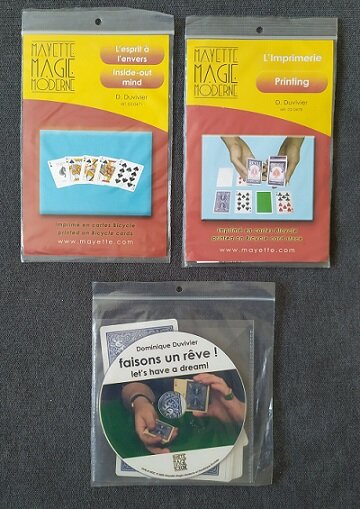 MAYETTE
MAGIE
MODERNE
L'esprit à
l'envers
Inside-out
mind
D. Duvivier
imprimé en cartes Bicycle
printed on Bicycle cards
www.mayette.com
MAYETTE
MAGIE
MODERNE
L'Imprimerie
Printing
D. Duvivier
imprimé en cartes Bicycle
printed on Bicycle card stock
www.mayette.com
Dominique Duvivier
faisons un rêve !
let's have a dream!